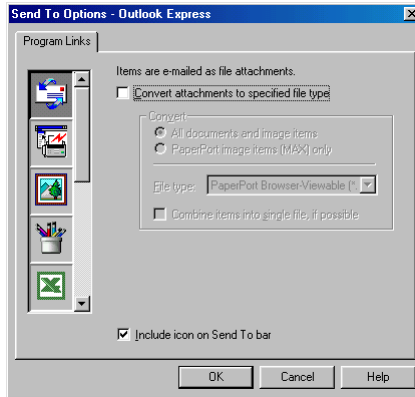 Send To Options - Outlook Express
Program Links
Items are e-mailed as file attachments.
Convert attachments to specified file type
Convert
All documents and image items
PaperPort image items (MAX) only
File type: PaperPort Browser-Viewable (*.
Combine items into single file, if possible
Include icon on Send To bar
OK Cancel Help